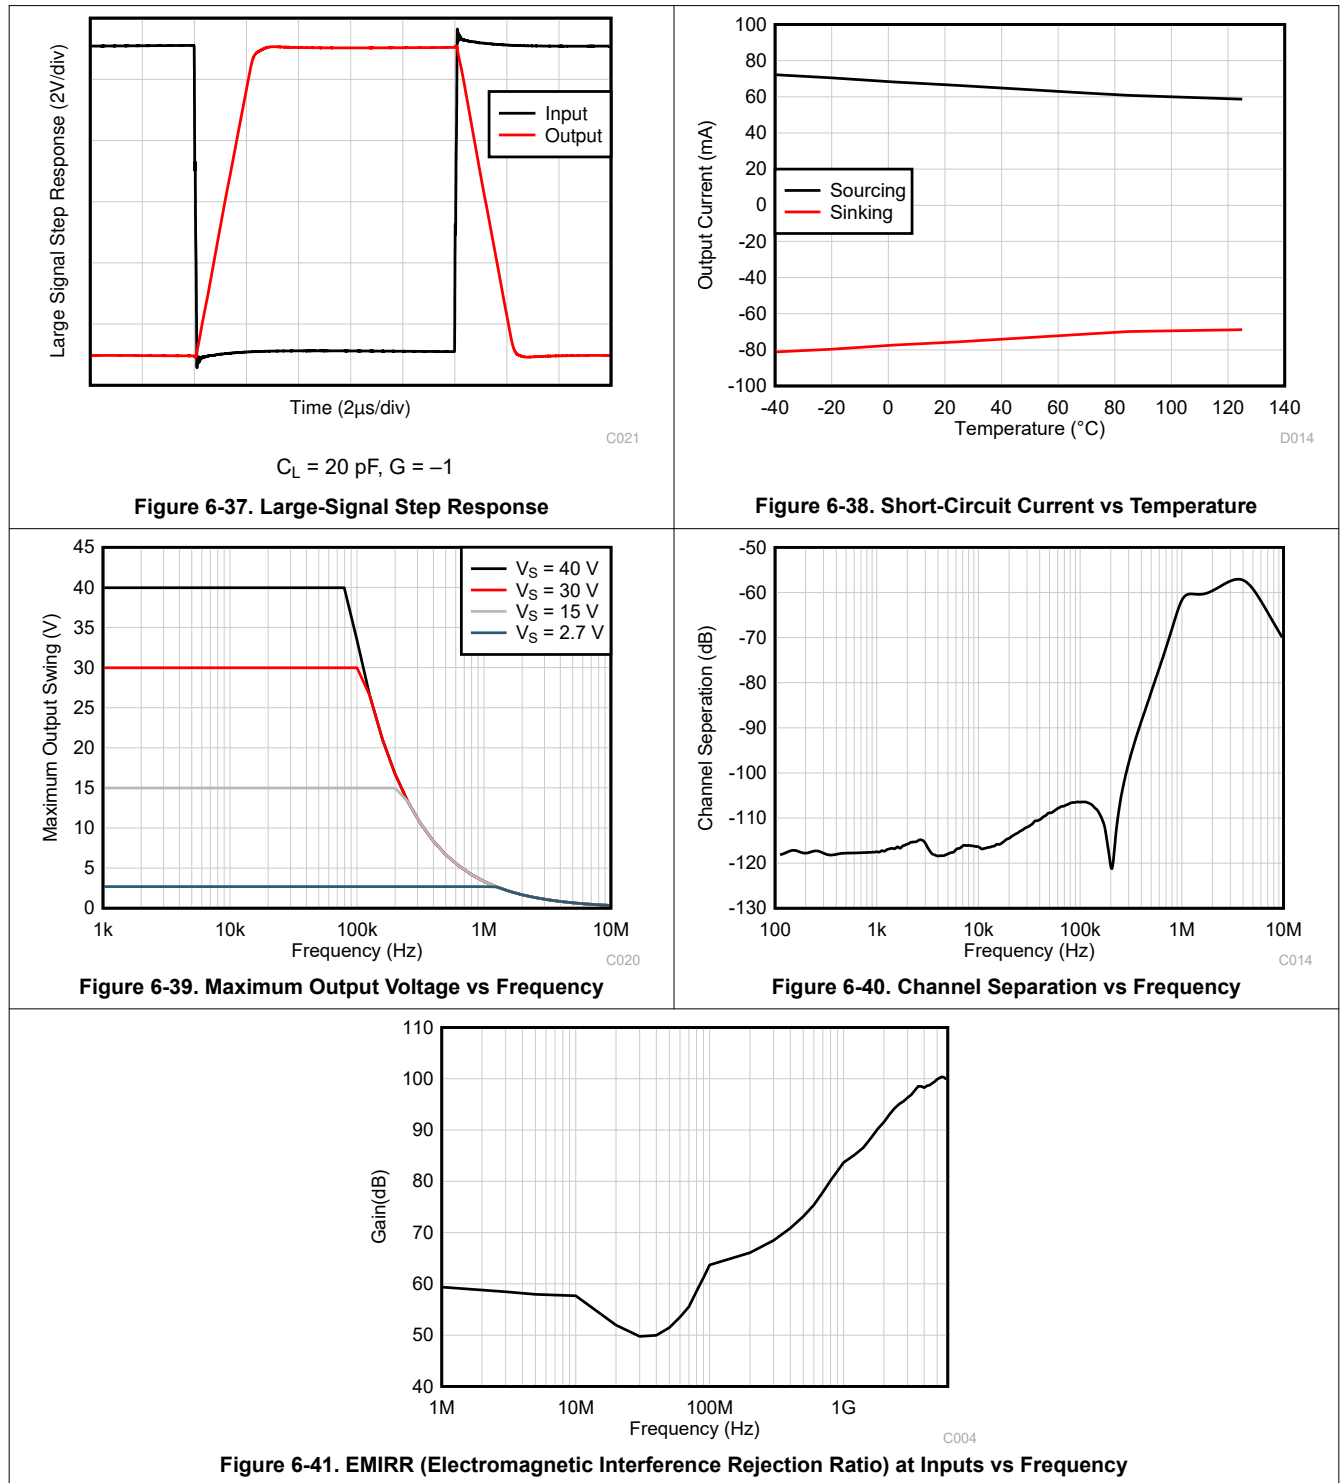 Large Signal Step Response (2V/div)
Input
Output
Time (2µs/div)
C021
C_L = 20 pF, G = –1
Figure 6-37. Large-Signal Step Response
Output Current (mA)
100
80
60
40
20
0
-20
-40
-60
-80
-100
Sourcing
Sinking
-40 -20 0 20 40 60 80 100 120 140
Temperature (°C)
D014
Figure 6-38. Short-Circuit Current vs Temperature
Maximum Output Swing (V)
45
40
35
30
25
20
15
10
5
0
V_S = 40 V
V_S = 30 V
V_S = 15 V
V_S = 2.7 V
1k 10k 100k 1M 10M
Frequency (Hz)
C020
Figure 6-39. Maximum Output Voltage vs Frequency
Channel Seperation (dB)
-50
-60
-70
-80
-90
-100
-110
-120
-130
100 1k 10k 100k 1M 10M
Frequency (Hz)
C014
Figure 6-40. Channel Separation vs Frequency
Gain(dB)
110
100
90
80
70
60
50
40
1M 10M 100M 1G
Frequency (Hz)
C004
Figure 6-41. EMIRR (Electromagnetic Interference Rejection Ratio) at Inputs vs Frequency